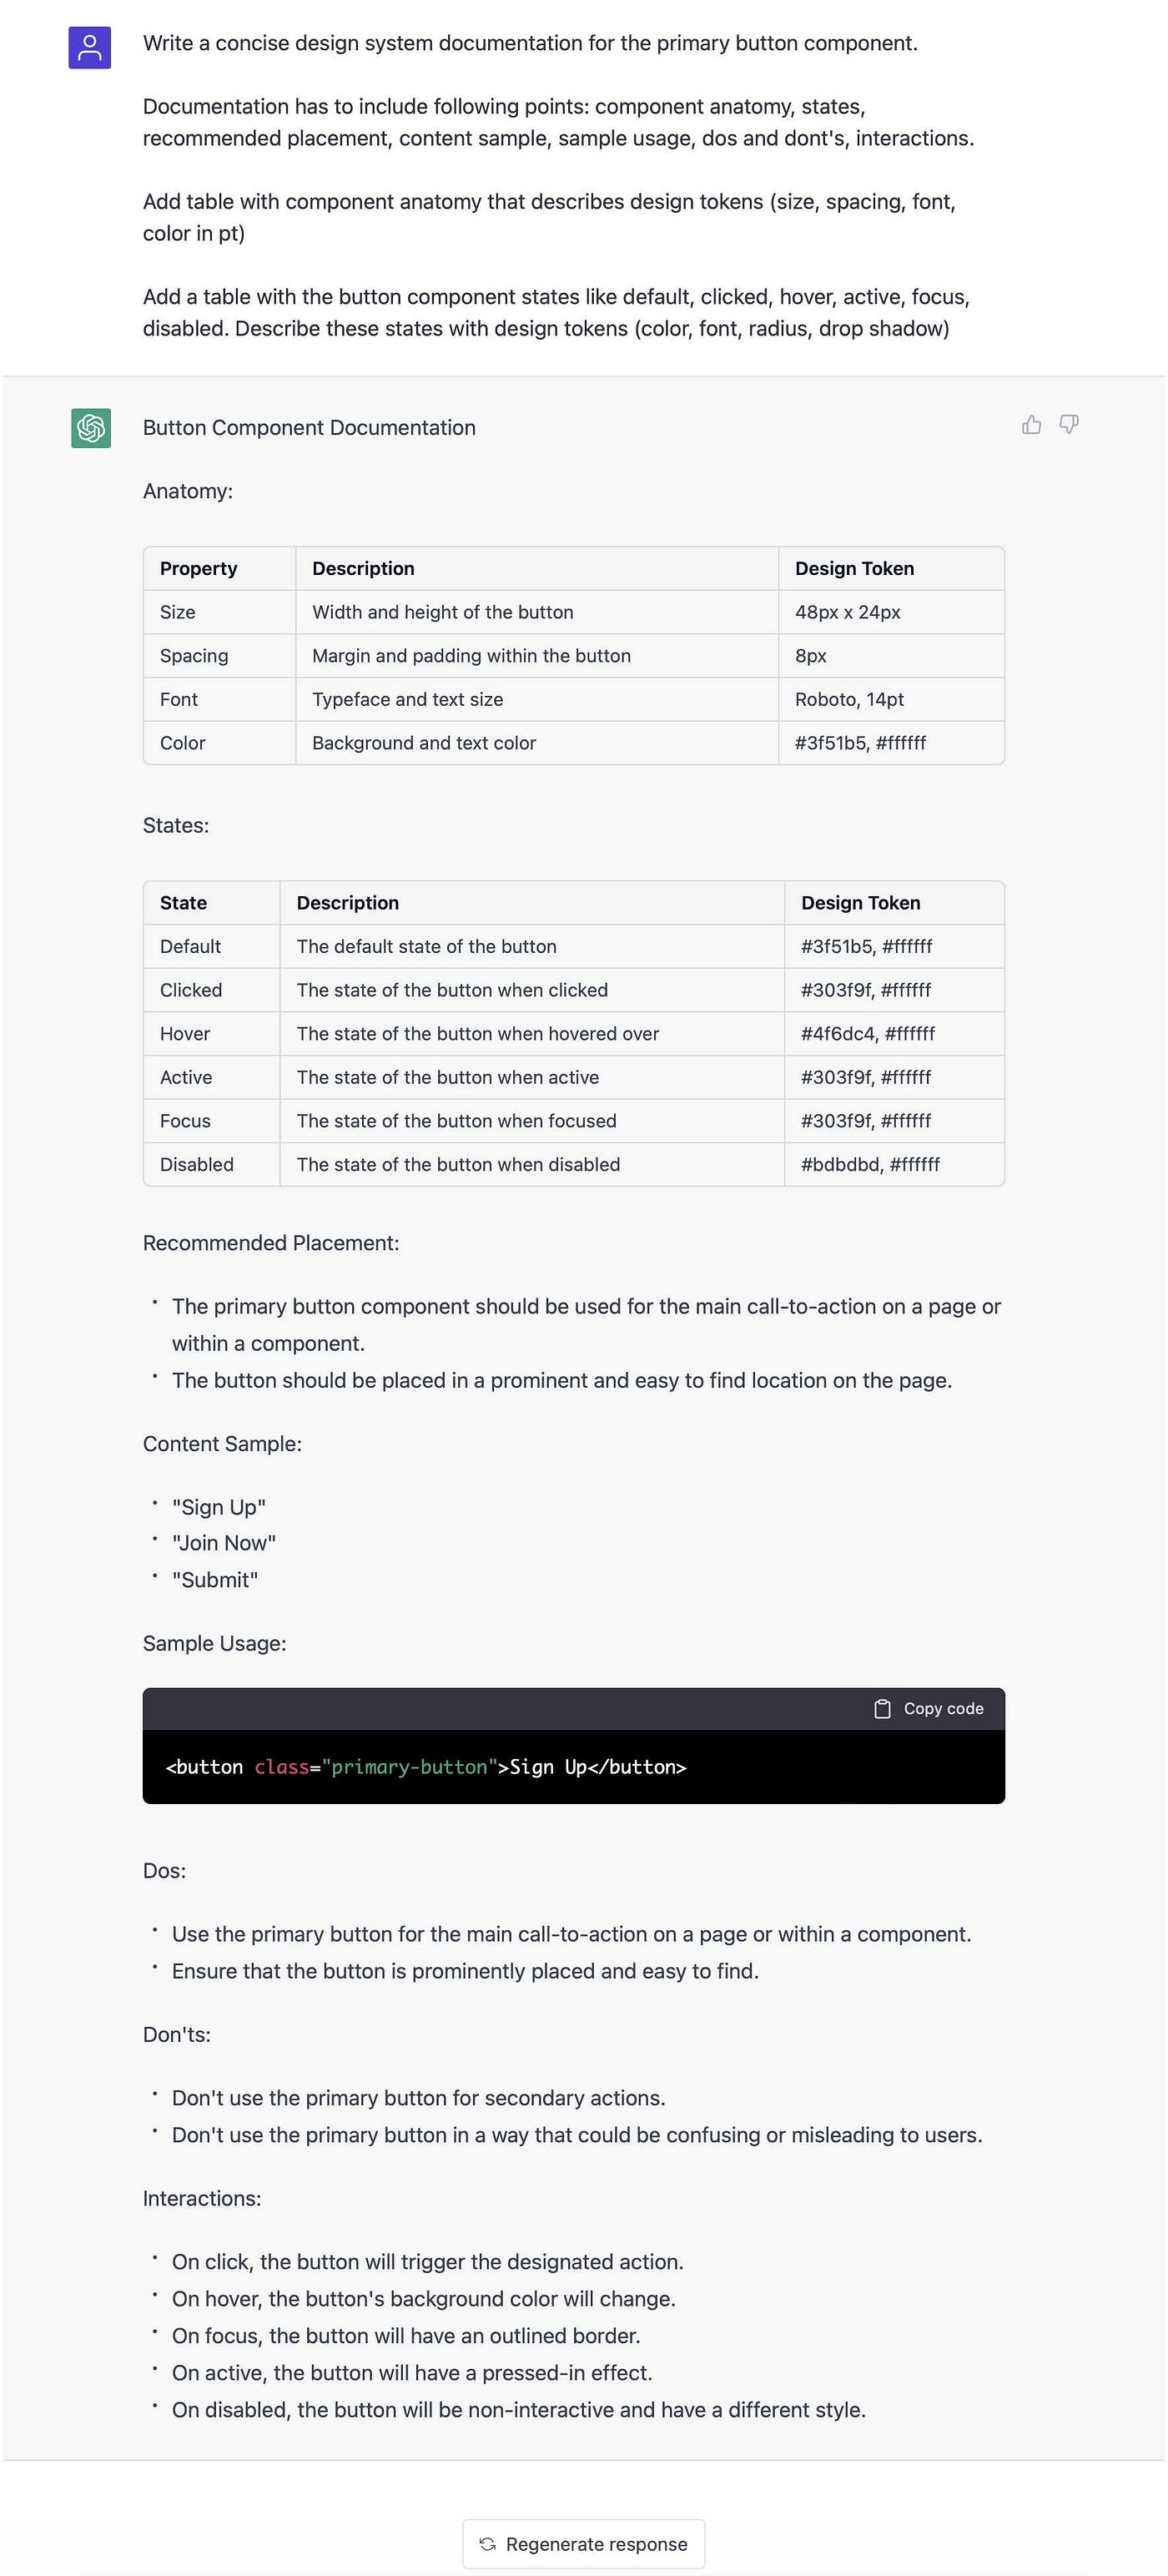 Write a concise design system documentation for the primary button component.
Documentation has to include following points: component anatomy, states,
recommended placement, content sample, sample usage, dos and dont's, interactions.
Add table with component anatomy that describes design tokens (size, spacing, font,
color in pt)
Add a table with the button component states like default, clicked, hover, active, focus,
disabled. Describe these states with design tokens (color, font, radius, drop shadow)
Button Component Documentation
Anatomy:
Property Description Design Token
Size Width and height of the button 48px x 24px
Spacing Margin and padding within the button 8px
Font Typeface and text size Roboto, 14pt
Color Background and text color #3f51b5, #ffffff
States:
State Description Design Token
Default The default state of the button #3f51b5, #ffffff
Clicked The state of the button when clicked #303f9f, #ffffff
Hover The state of the button when hovered over #4f6dc4, #ffffff
Active The state of the button when active #303f9f, #ffffff
Focus The state of the button when focused #303f9f, #ffffff
Disabled The state of the button when disabled #bdbdbd, #ffffff
Recommended Placement:
• The primary button component should be used for the main call-to-action on a page or
within a component.
• The button should be placed in a prominent and easy to find location on the page.
Content Sample:
• "Sign Up"
• "Join Now"
• "Submit"
Sample Usage:
Copy code
<button class="primary-button">Sign Up</button>
Dos:
• Use the primary button for the main call-to-action on a page or within a component.
• Ensure that the button is prominently placed and easy to find.
Don'ts:
• Don't use the primary button for secondary actions.
• Don't use the primary button in a way that could be confusing or misleading to users.
Interactions:
• On click, the button will trigger the designated action.
• On hover, the button's background color will change.
• On focus, the button will have an outlined border.
• On active, the button will have a pressed-in effect.
• On disabled, the button will be non-interactive and have a different style.
Regenerate response